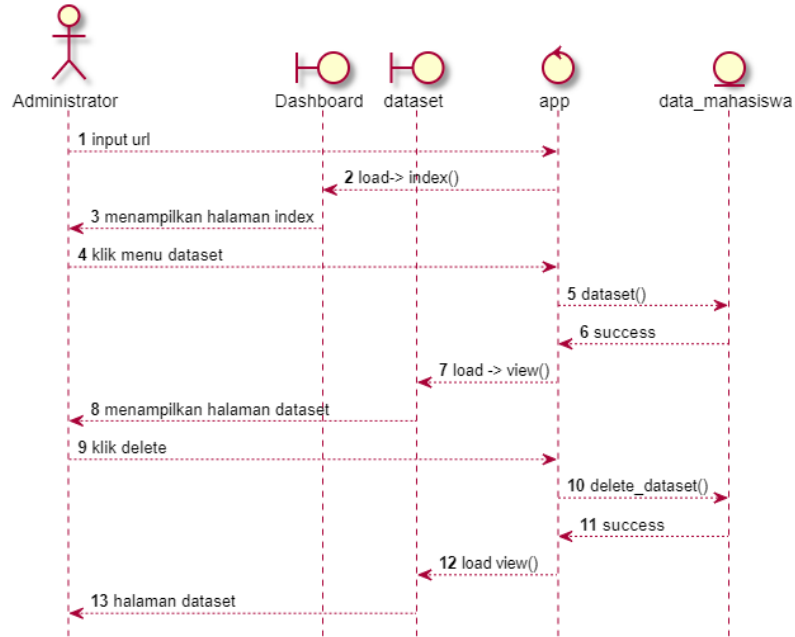 Administrator
Dashboard
dataset
app
data_mahasiswa
1 input url
2 load-> index()
3 menampilkan halaman index
4 klik menu dataset
5 dataset()
6 success
7 load -> view()
8 menampilkan halaman dataset
9 klik delete
10 delete_dataset()
11 success
12 load view()
13 halaman dataset